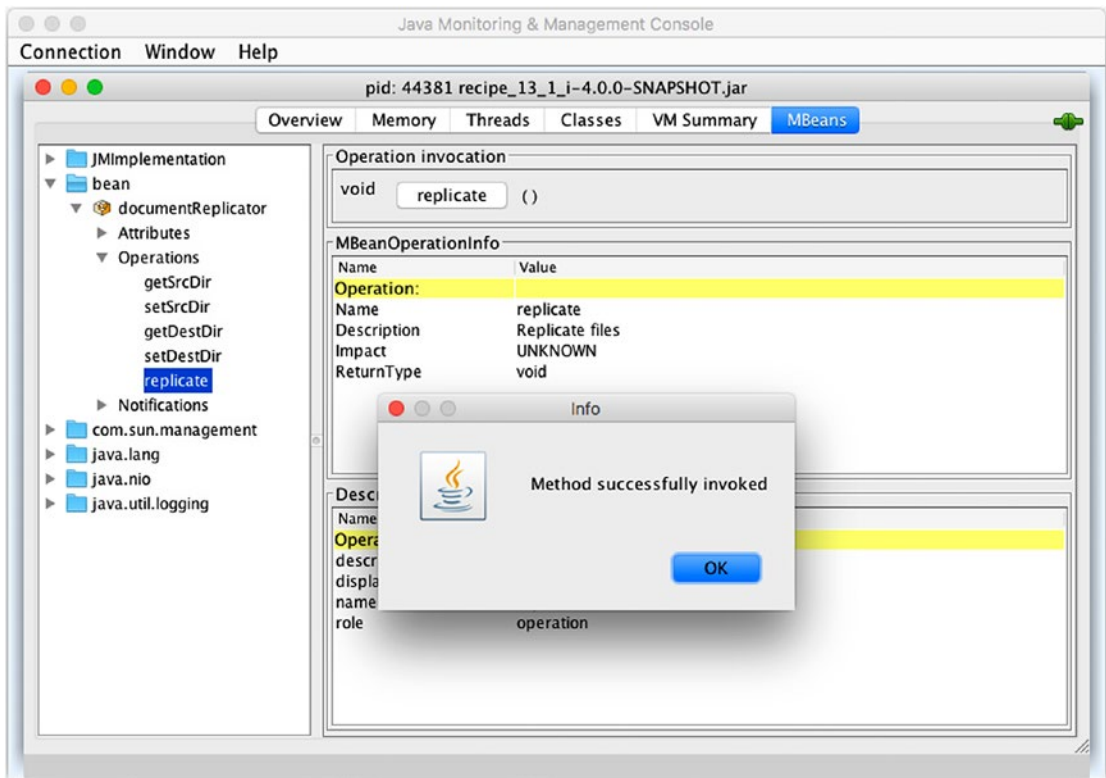 Java Monitoring & Management Console
Connection Window Help
pid: 44381 recipe_13_1_i-4.0.0-SNAPSHOT.jar
Overview Memory Threads Classes VM Summary MBeans
JMImplementation
bean
documentReplicator
Attributes
Operations
getSrcDir
setSrcDir
getDestDir
setDestDir
replicate
Notifications
com.sun.management
java.lang
java.nio
java.util.logging
Operation invocation
void replicate ()
MBeanOperationInfo
Name Value
Operation:
Name replicate
Description Replicate files
Impact UNKNOWN
ReturnType void
Info
Method successfully invoked
OK
Descr
Name
Opera
descr
displa
name
role operation